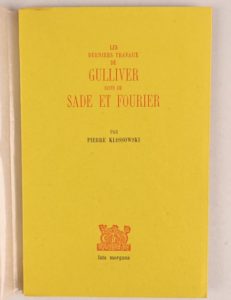 LES
DERNIERS TRAVAUX
DE
GULLIVER
SUIVI DE
SADE ET FOURIER
PAR
PIERRE KLOSSOWSKI
fata morgana